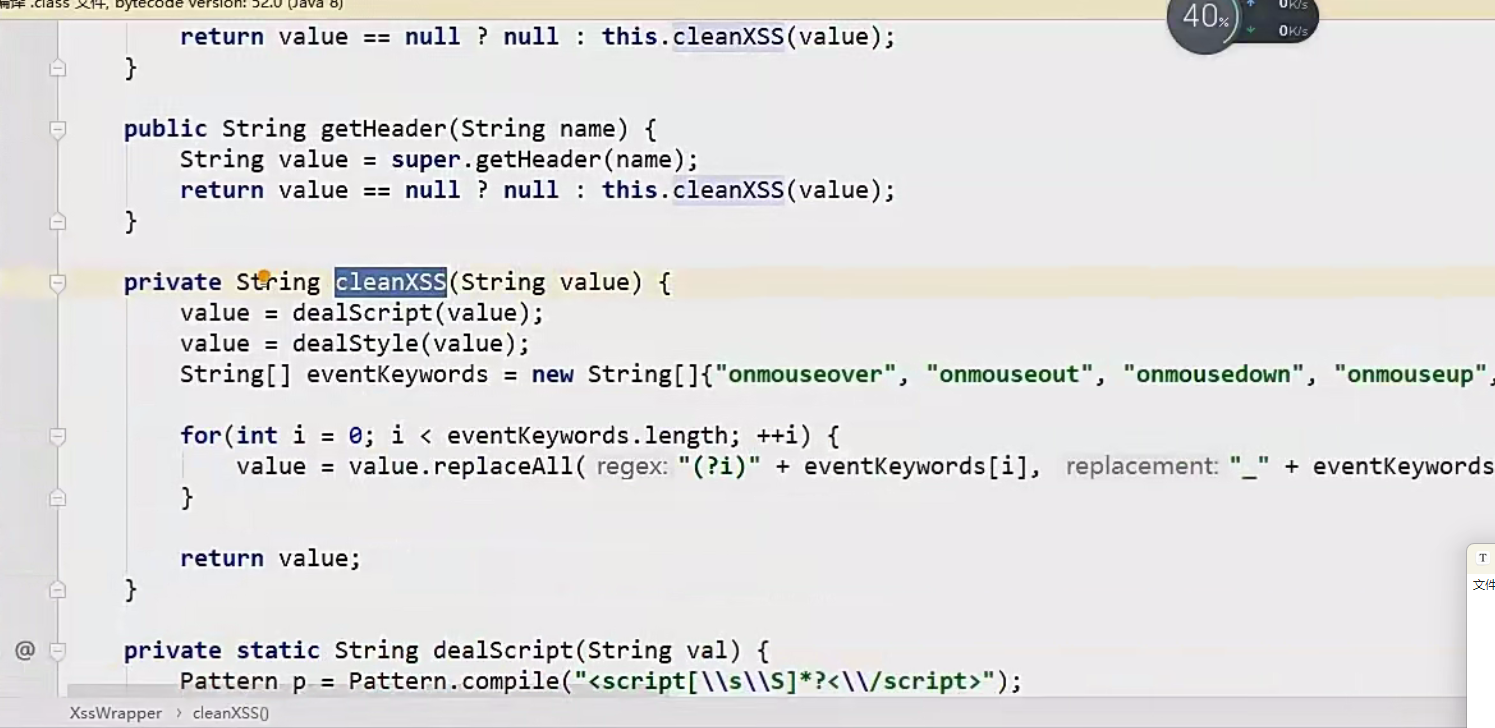 .class 文件, bytecode version: 52.0 (Java 8)
40%
0K/s
0K/s
return value == null ? null : this.cleanXSS(value);
}
public String getHeader(String name) {
String value = super.getHeader(name);
return value == null ? null : this.cleanXSS(value);
}
private String cleanXSS(String value) {
value = dealScript(value);
value = dealStyle(value);
String[] eventKeywords = new String[]{"onmouseover", "onmouseout", "onmousedown", "onmouseup",
for(int i = 0; i < eventKeywords.length; ++i) {
value = value.replaceAll( regex: "(?i)" + eventKeywords[i], replacement: "_" + eventKeywords
}
return value;
}
T
文件
@
private static String dealScript(String val) {
Pattern p = Pattern.compile("<script[\\s\\S]*?<\\/script>");
XssWrapper › cleanXSS()